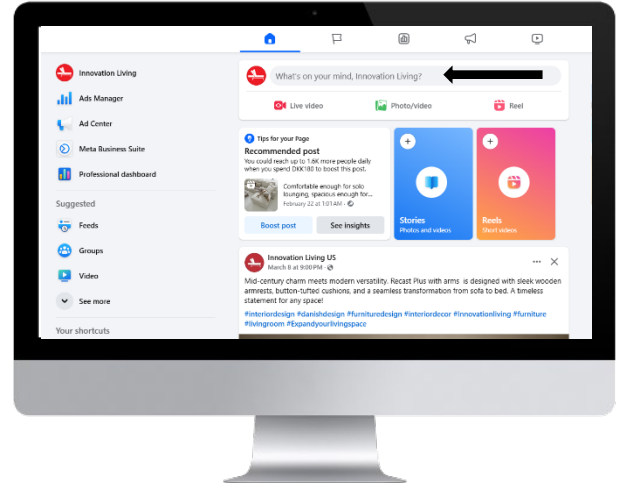 Innovation Living
Ads Manager
Ad Center
Meta Business Suite
Professional dashboard
Suggested
Feeds
Groups
Video
See more
Your shortcuts
What's on your mind, Innovation Living?
Live video
Photo/video
Reel
Tips for your Page
Recommended post
You could reach up to 1.6K more people daily
when you spend DKK180 to boost this post.
Comfortable enough for solo
lounging, spacious enough for...
February 22 at 1:01 AM ·
Boost post
See insights
Stories
Photos and videos
Reels
Short videos
Innovation Living US
March 8 at 9:00 PM ·
Mid-century charm meets modern versatility. Recast Plus with arms is designed with sleek wooden
armrests, button-tufted cushions, and a seamless transformation from sofa to bed. A timeless
statement for any space!
#interiordesign #danishdesign #furnituredesign #interiordecor #innovationliving #furniture
#livingroom #Expandyourlivingspace